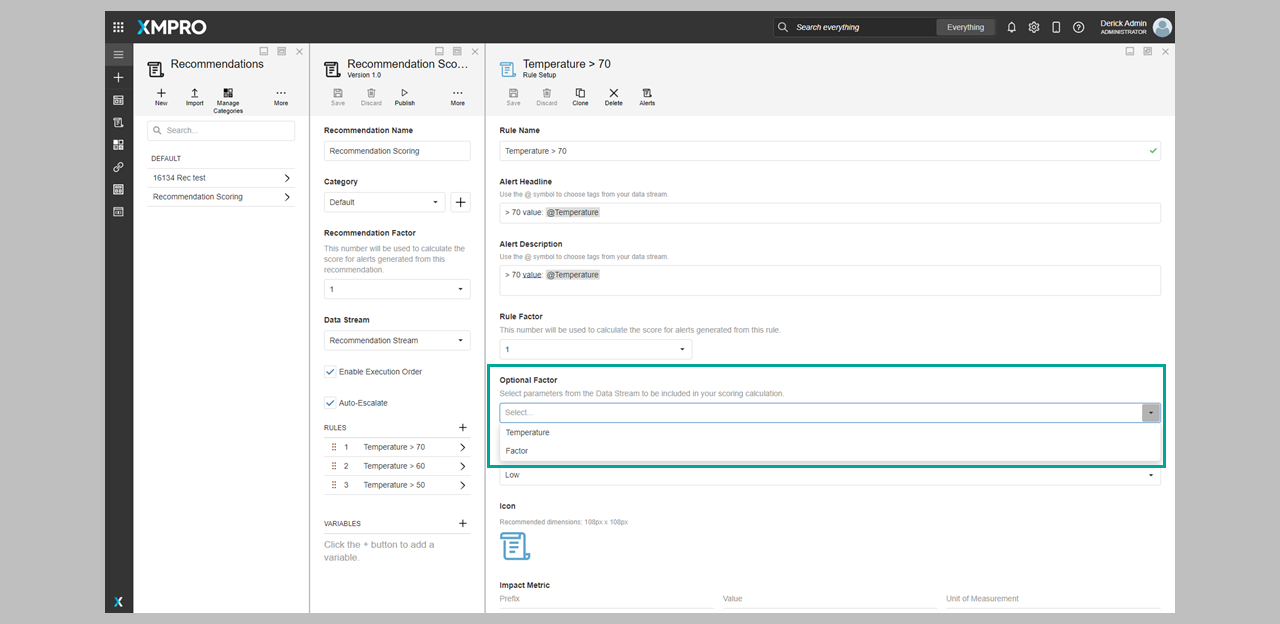 XMPRO
Search everything
Everything
Derick Admin
ADMINISTRATOR
Recommendations
New
Import
Manage
Categories
More
Search...
DEFAULT
16134 Rec test
Recommendation Scoring
Recommendation Sco...
Version 1.0
Save
Discard
Publish
More
Recommendation Name
Recommendation Scoring
Category
Default
Recommendation Factor
This number will be used to calculate the
score for alerts generated from this
recommendation.
1
Data Stream
Recommendation Stream
Enable Execution Order
Auto-Escalate
RULES
1 Temperature > 70
2 Temperature > 60
3 Temperature > 50
VARIABLES
Click the + button to add a
variable.
Temperature > 70
Rule Setup
Save
Discard
Clone
Delete
Alerts
Rule Name
Temperature > 70
Alert Headline
Use the @ symbol to choose tags from your data stream.
> 70 value: @Temperature
Alert Description
Use the @ symbol to choose tags from your data stream.
> 70 value: @Temperature
Rule Factor
This number will be used to calculate the score for alerts generated from this rule.
1
Optional Factor
Select parameters from the Data Stream to be included in your scoring calculation.
Select...
Temperature
Factor
Low
Icon
Recommended dimensions: 108px x 108px
Impact Metric
Prefix
Value
Unit of Measurement